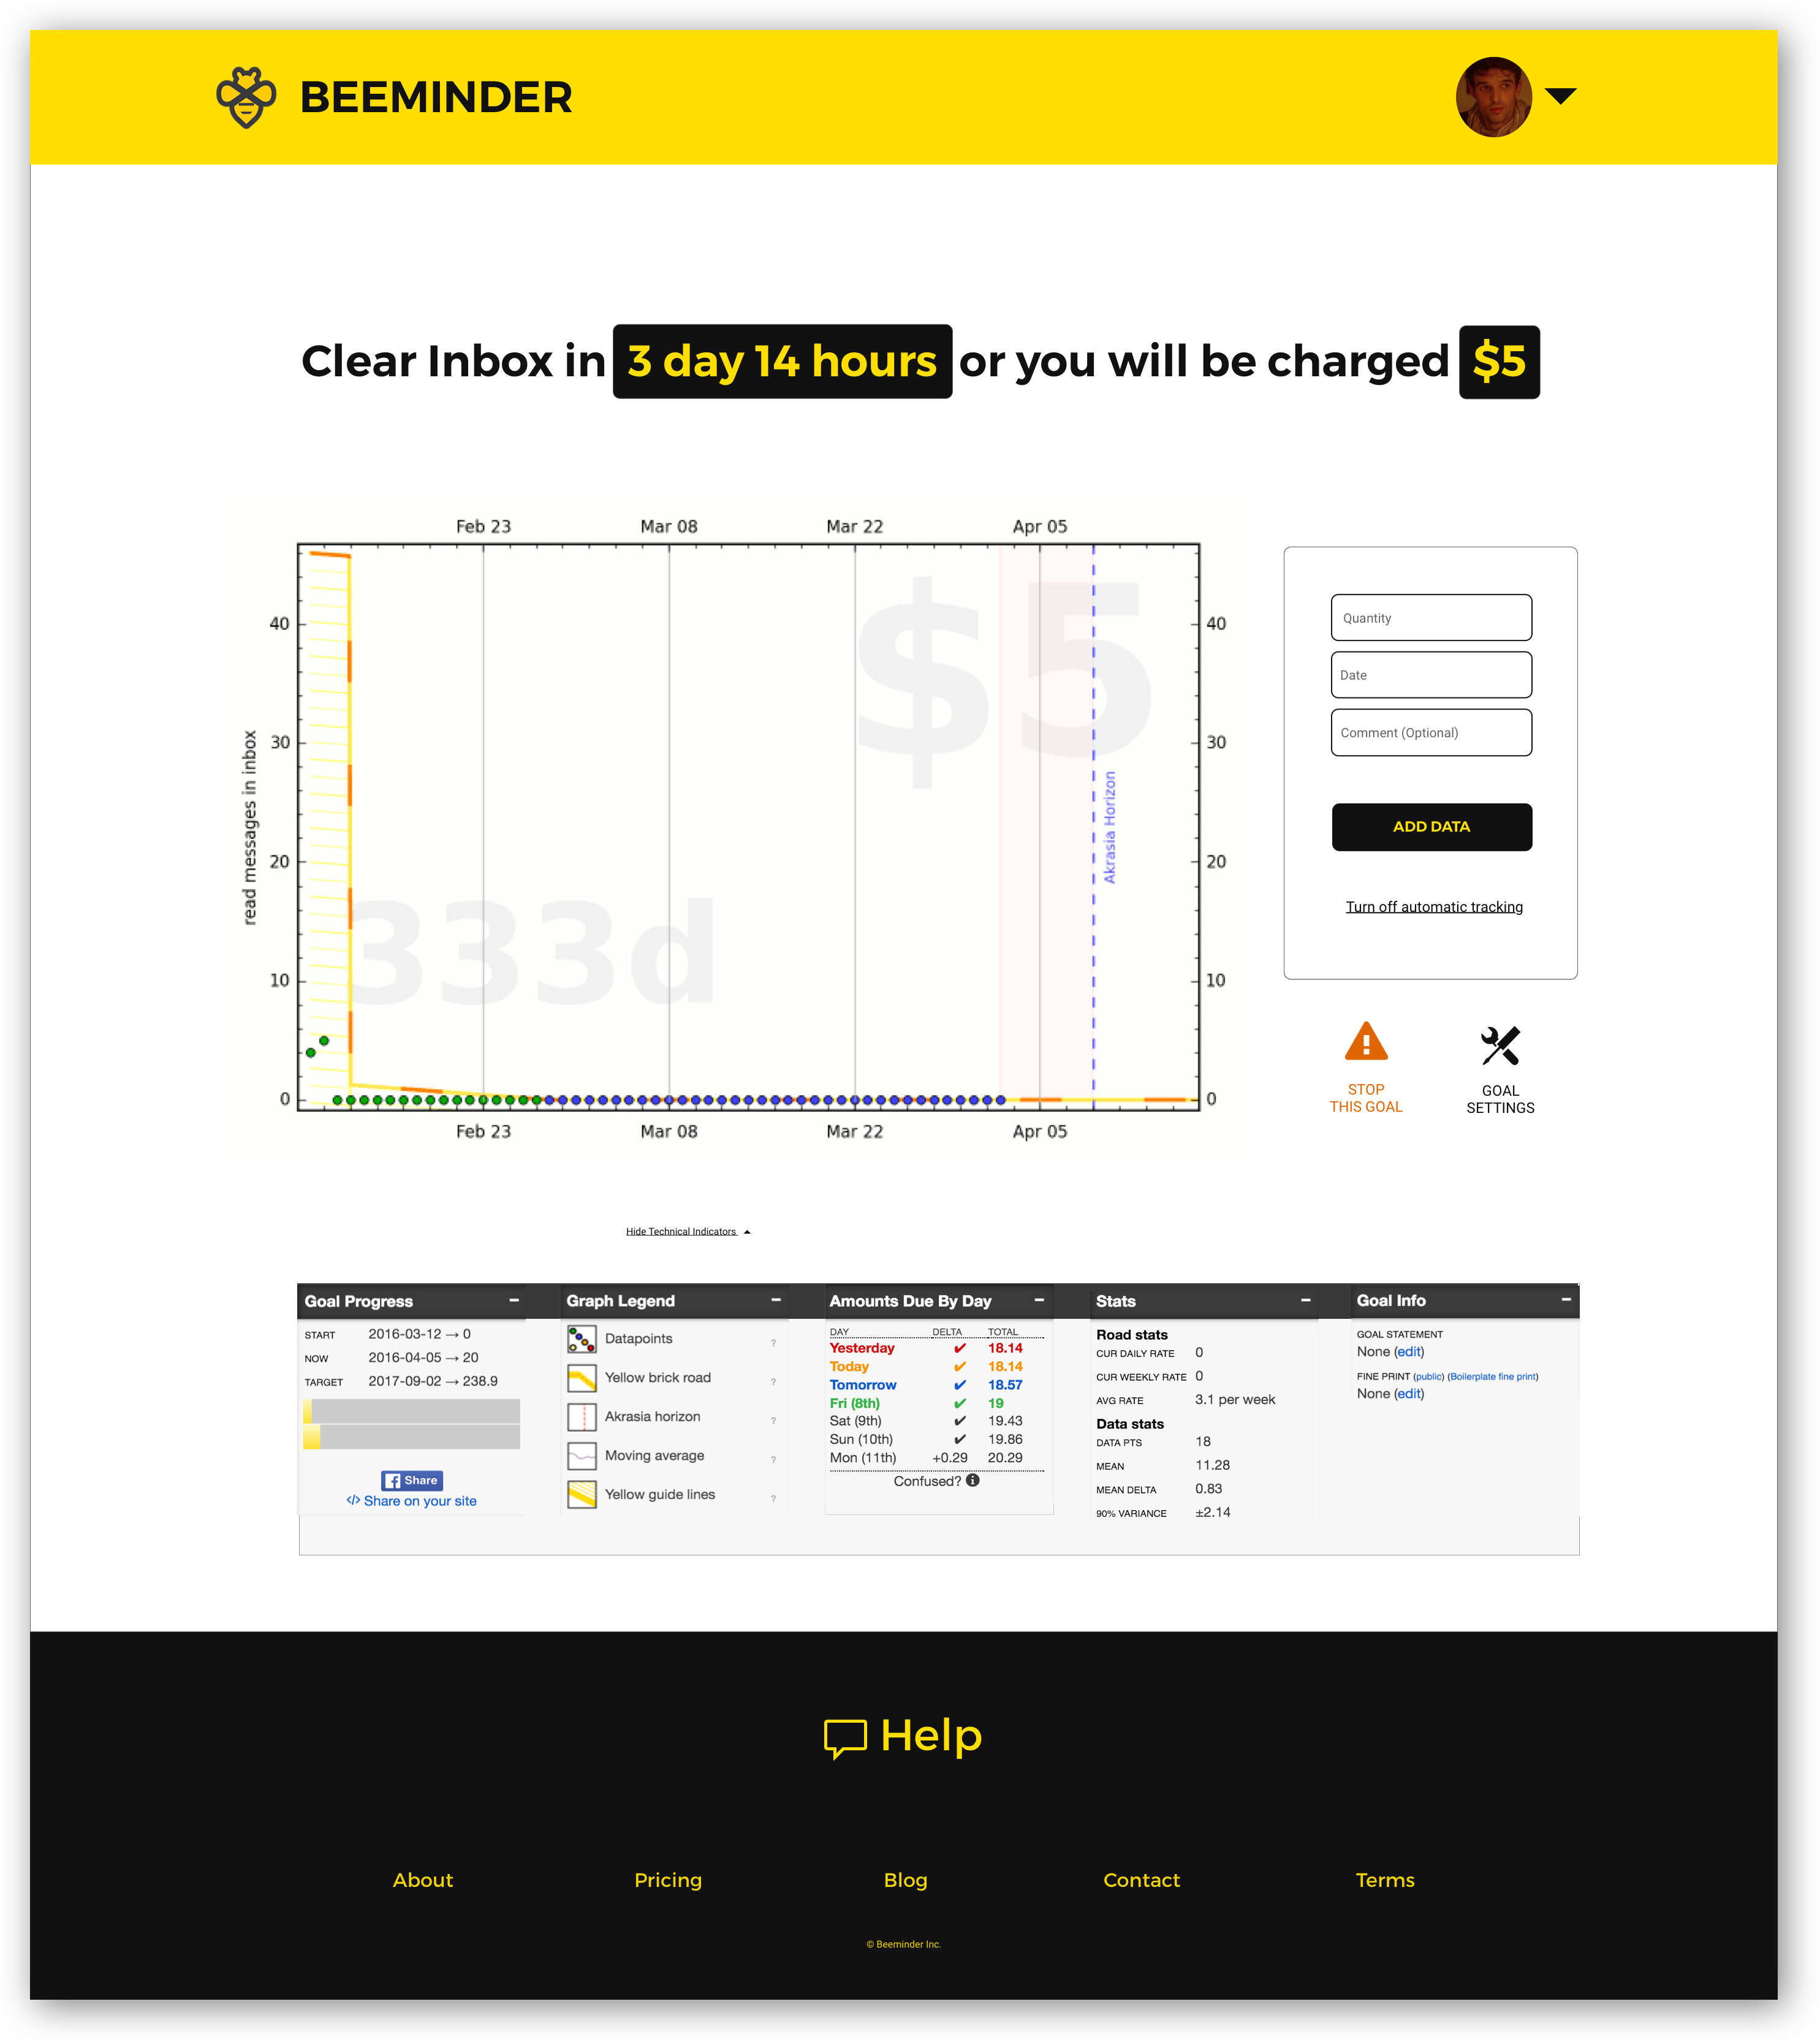 BEEMINDER
Clear Inbox in 3 day 14 hours or you will be charged $5
Feb 23 Mar 08 Mar 22 Apr 05
$5
333d
40 40
30 30
20 20
10 10
0 0
read messages in inbox
Akrasia Horizon
Feb 23 Mar 08 Mar 22 Apr 05
Quantity
Date
Comment (Optional)
ADD DATA
Turn off automatic tracking
STOP
THIS GOAL
GOAL
SETTINGS
Hide Technical Indicators
Goal Progress –
START 2016-03-12 → 0
NOW 2016-04-05 → 20
TARGET 2017-09-02 → 238.9
f Share
</> Share on your site
Graph Legend –
Datapoints ?
Yellow brick road ?
Akrasia horizon ?
Moving average ?
Yellow guide lines ?
Amounts Due By Day –
DAY DELTA TOTAL
Yesterday ✔ 18.14
Today ✔ 18.14
Tomorrow ✔ 18.57
Fri (8th) ✔ 19
Sat (9th) ✔ 19.43
Sun (10th) ✔ 19.86
Mon (11th) +0.29 20.29
Confused? i
Stats –
Road stats
CUR DAILY RATE 0
CUR WEEKLY RATE 0
AVG RATE 3.1 per week
Data stats
DATA PTS 18
MEAN 11.28
MEAN DELTA 0.83
90% VARIANCE ±2.14
Goal Info –
GOAL STATEMENT
None (edit)
FINE PRINT (public) (Boilerplate fine print)
None (edit)
Help
About Pricing Blog Contact Terms
© Beeminder Inc.